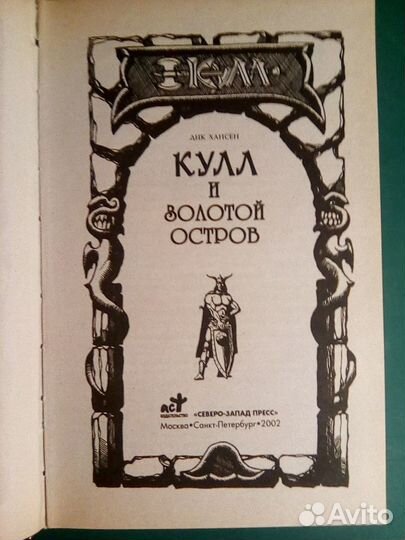 КУЛЛ
ДИК ХАНСЕН
КУЛЛ
И
ЗОЛОТОЙ
ОСТРОВ
аст
издательство
«СЕВЕРО-ЗАПАД ПРЕСС»
Москва•Санкт-Петербург•2002
Avito